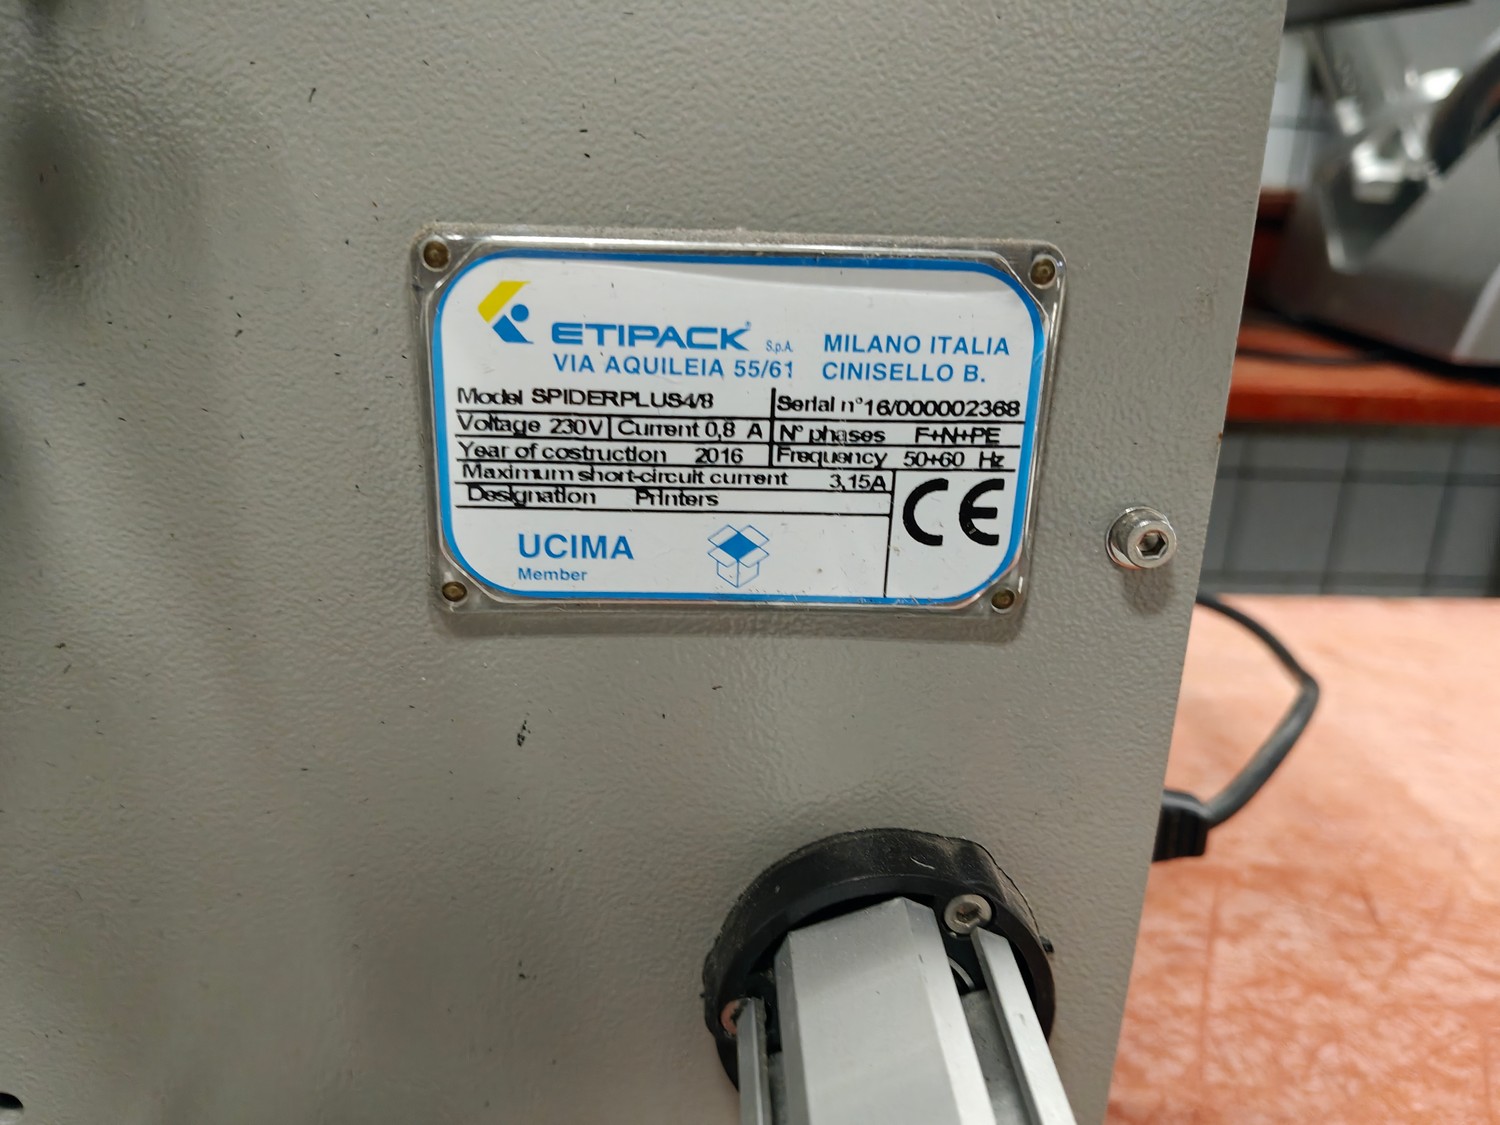 ETIPACK S.p.A. MILANO ITALIA
VIA AQUILEIA 55/61 CINISELLO B.
Model SPIDERPLUS4/8 Serial n°16/000002368
Voltage 230V Current 0,8 A N° phases F+N+PE
Year of costruction 2016 Frequency 50+60 Hz
Maximum short-circuit current 3,15A
Designation Printers
CE
UCIMA
Member